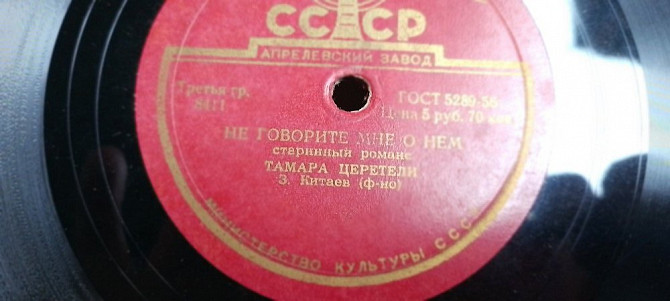 СССР
АПРЕЛЕВСКИЙ ЗАВОД
Третья гр.
8411
ГОСТ 5289-56
Цена 5 руб. 70 коп.
НЕ ГОВОРИТЕ МНЕ О НЕМ
старинный романс
ТАМАРА ЦЕРЕТЕЛИ
З. Китаев (ф-но)
МИНИСТЕРСТВО КУЛЬТУРЫ СССР